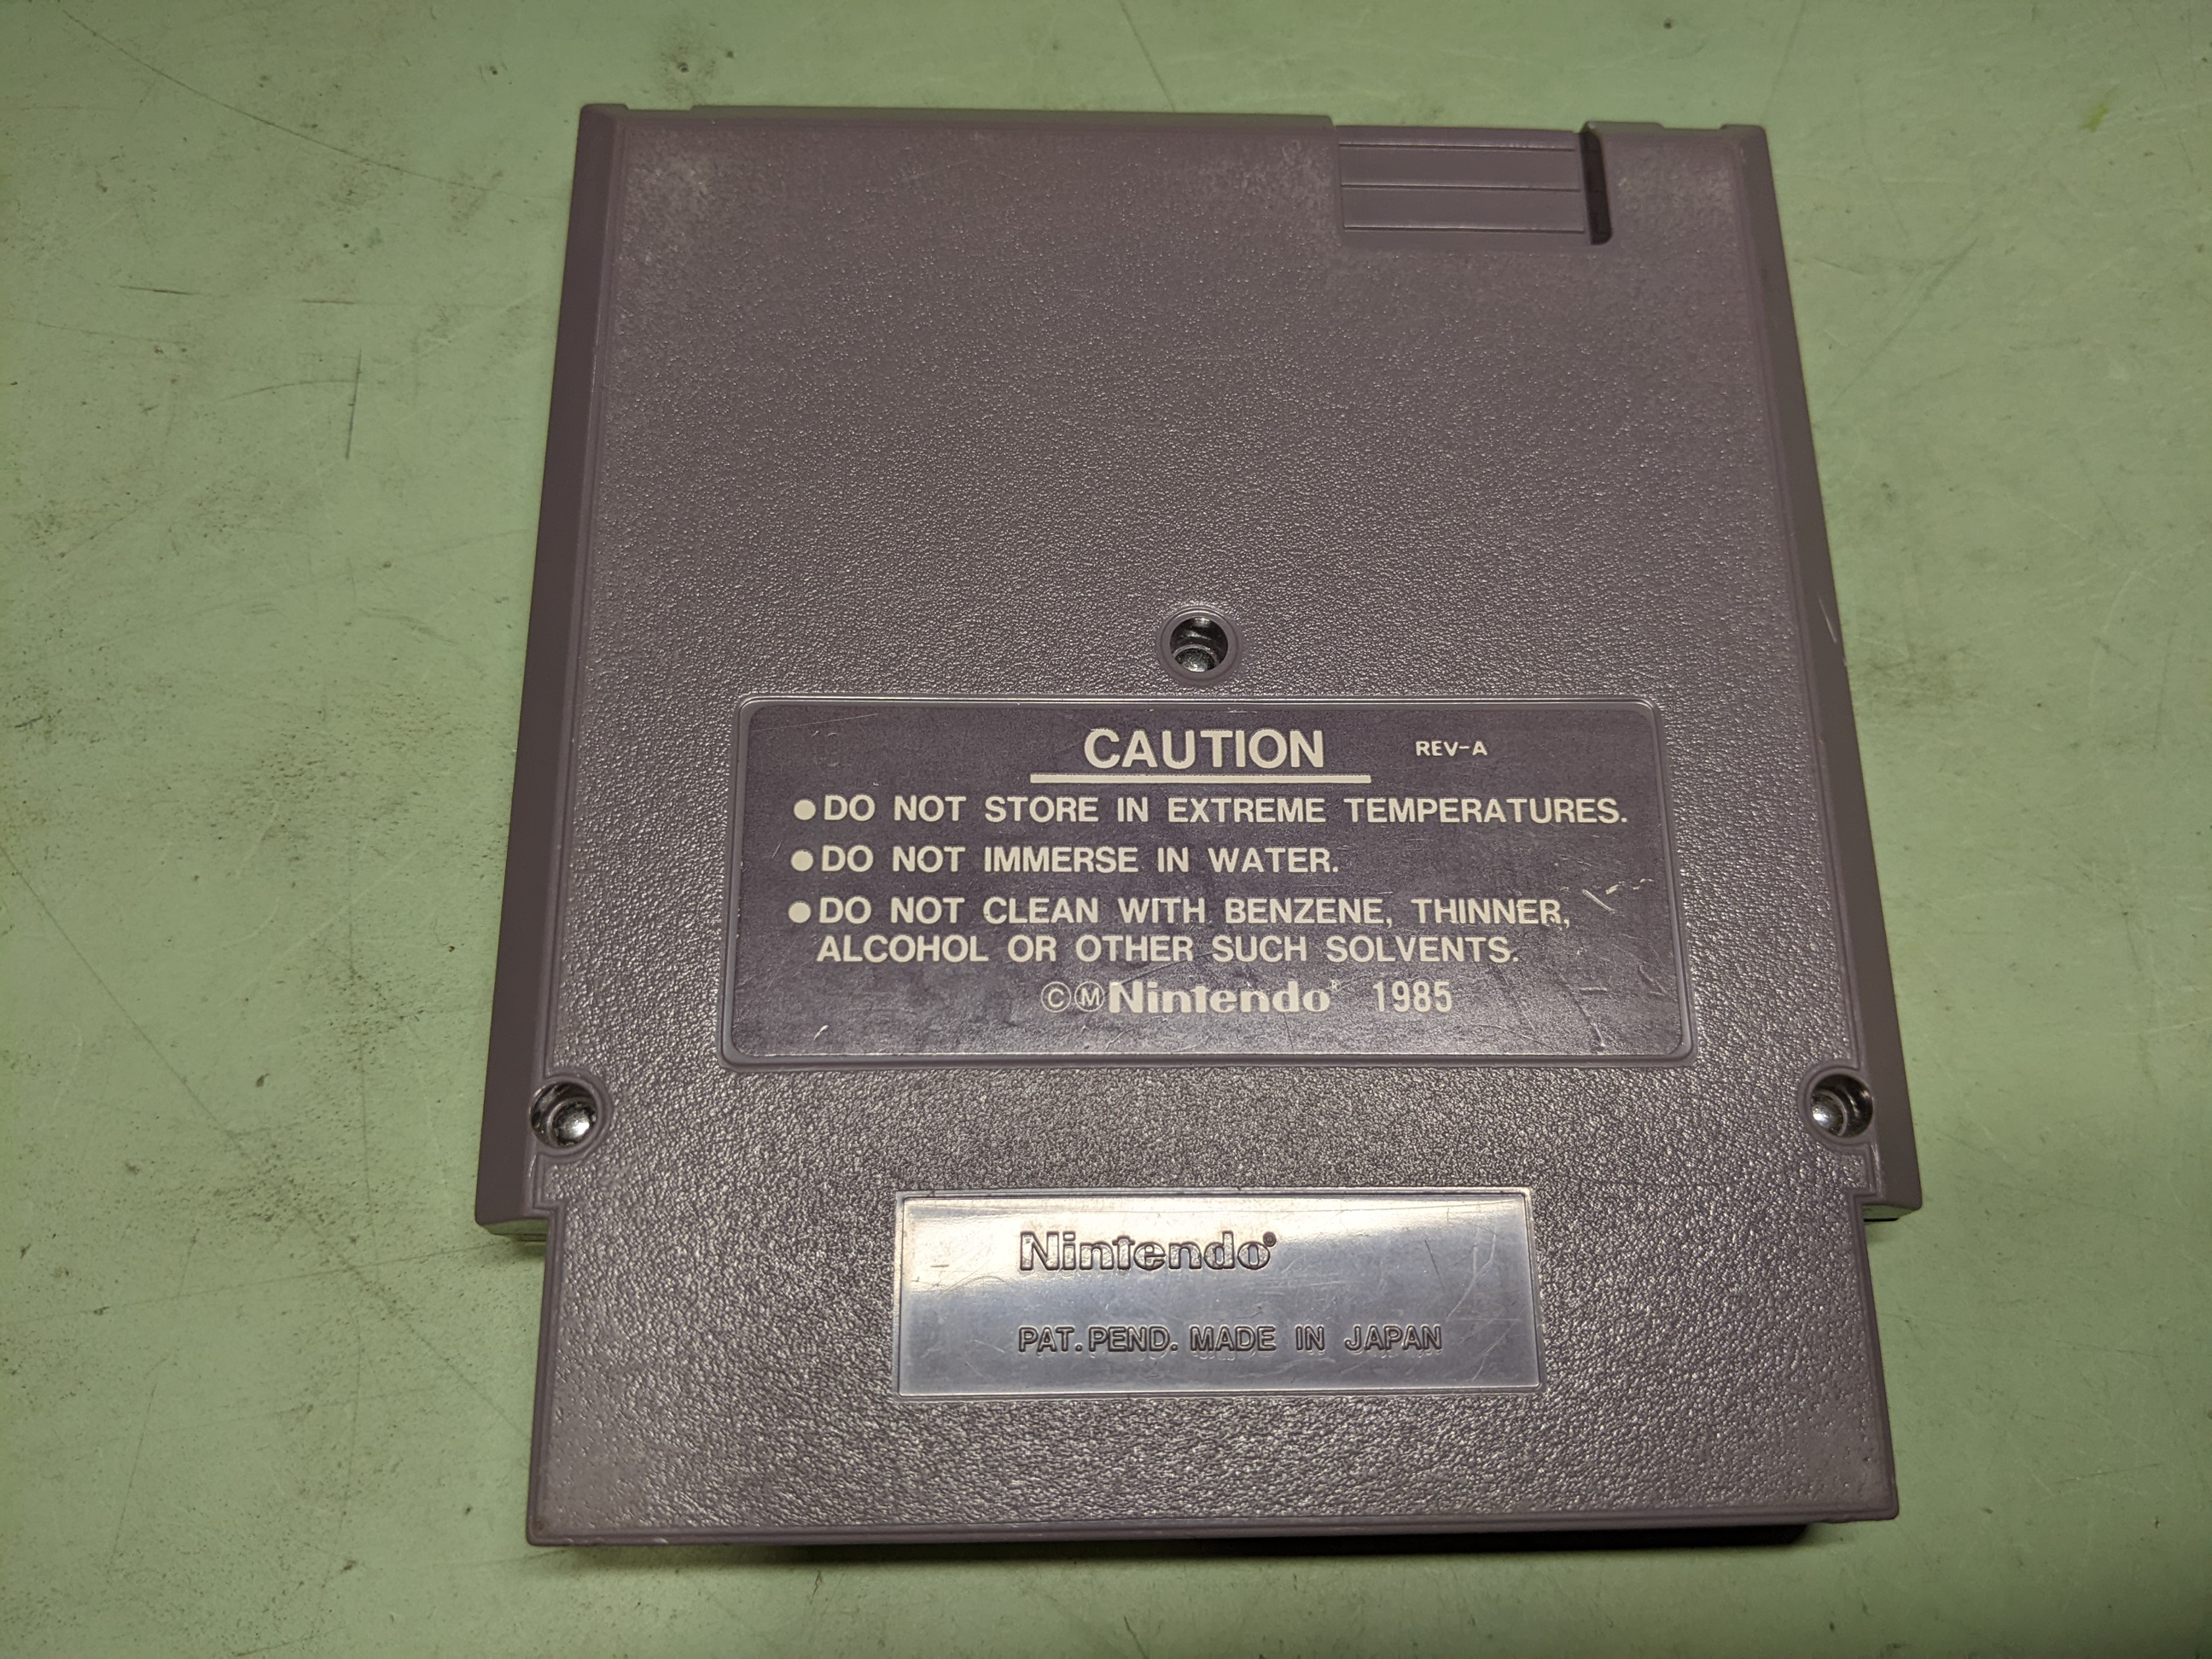 CAUTION REV-A
●DO NOT STORE IN EXTREME TEMPERATURES.
●DO NOT IMMERSE IN WATER.
●DO NOT CLEAN WITH BENZENE, THINNER,
ALCOHOL OR OTHER SUCH SOLVENTS.
©ⓂNintendo® 1985
Nintendo®
PAT. PEND. MADE IN JAPAN